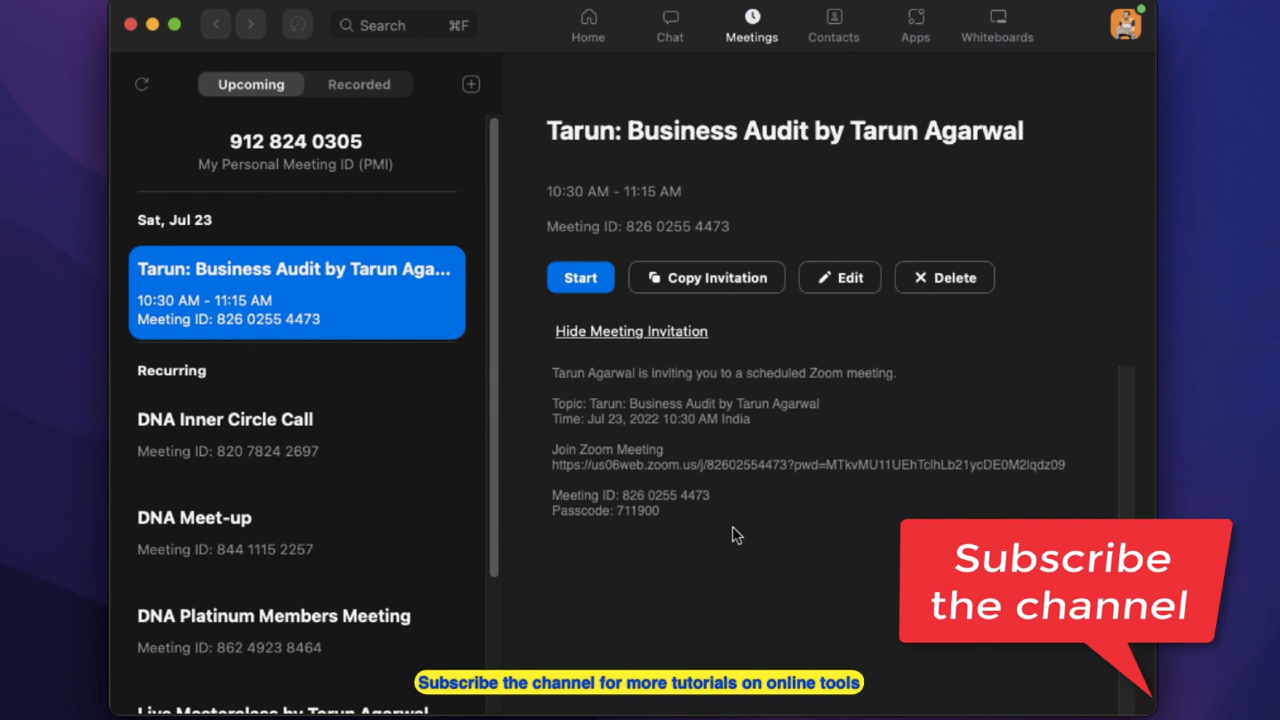 Search ⌘F
Home
Chat
Meetings
Contacts
Apps
Whiteboards
Upcoming
Recorded
912 824 0305
My Personal Meeting ID (PMI)
Sat, Jul 23
Tarun: Business Audit by Tarun Aga...
10:30 AM - 11:15 AM
Meeting ID: 826 0255 4473
Recurring
DNA Inner Circle Call
Meeting ID: 820 7824 2697
DNA Meet-up
Meeting ID: 844 1115 2257
DNA Platinum Members Meeting
Meeting ID: 862 4923 8464
Live Masterclass by Tarun Agarwal
Tarun: Business Audit by Tarun Agarwal
10:30 AM - 11:15 AM
Meeting ID: 826 0255 4473
Start
Copy Invitation
Edit
Delete
Hide Meeting Invitation
Tarun Agarwal is inviting you to a scheduled Zoom meeting.
Topic: Tarun: Business Audit by Tarun Agarwal
Time: Jul 23, 2022 10:30 AM India
Join Zoom Meeting
https://us06web.zoom.us/j/82602554473?pwd=MTkvMU11UEhTclhLb21ycDE0M2lqdz09
Meeting ID: 826 0255 4473
Passcode: 711900
Subscribe
the channel
Subscribe the channel for more tutorials on online tools